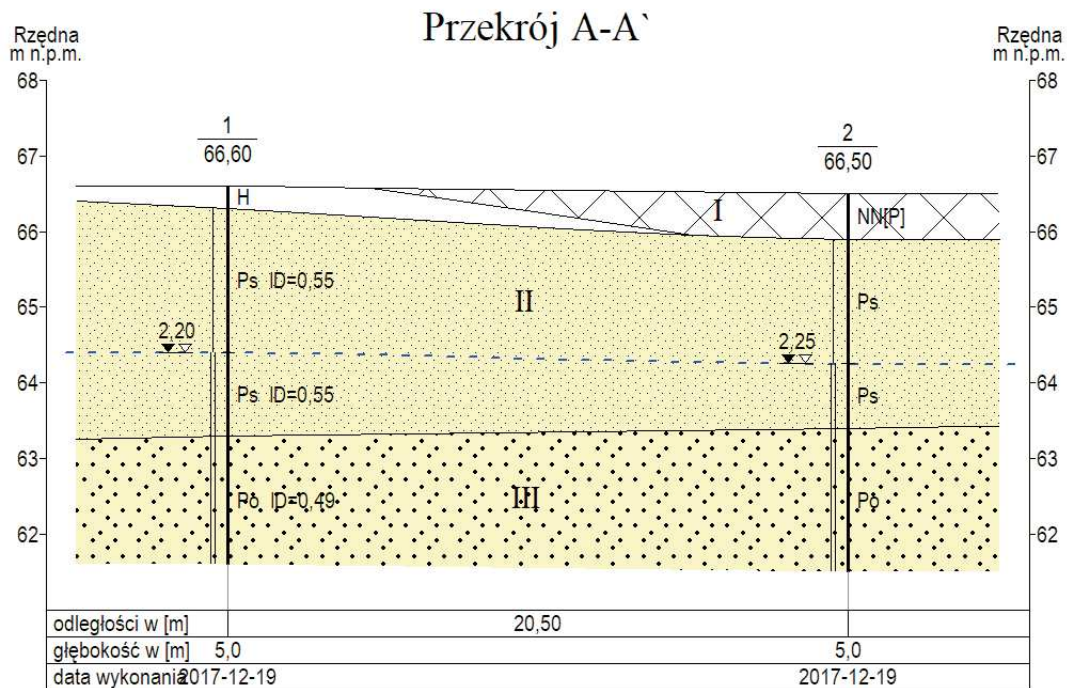 Przekrój A-A`
Rzędna
m n.p.m.
Rzędna
m n.p.m.
68
68
1
66,60
2
66,50
67
67
H
I
NN[P]
66
66
Ps ID=0,55
II
Ps
65
65
2,20
2,25
64
64
Ps ID=0,55
Ps
63
63
Po ID=0,49
III
Po
62
62
odległości w [m] 20,50
głębokość w [m] 5,0 5,0
data wykonania 2017-12-19 2017-12-19